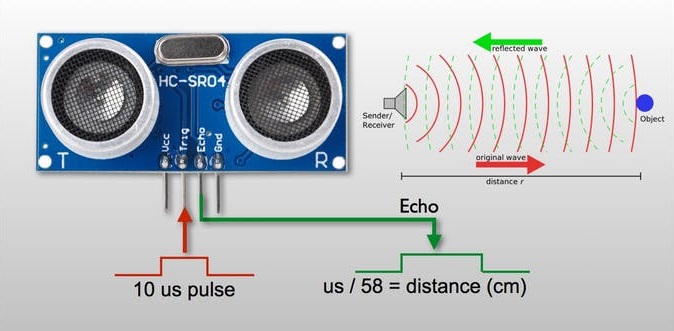 HC-SR04
Vcc
Trig
Echo
Gnd
T
R
reflected wave
Sender/
Receiver
Object
original wave
distance r
Echo
10 us pulse
us / 58 = distance (cm)